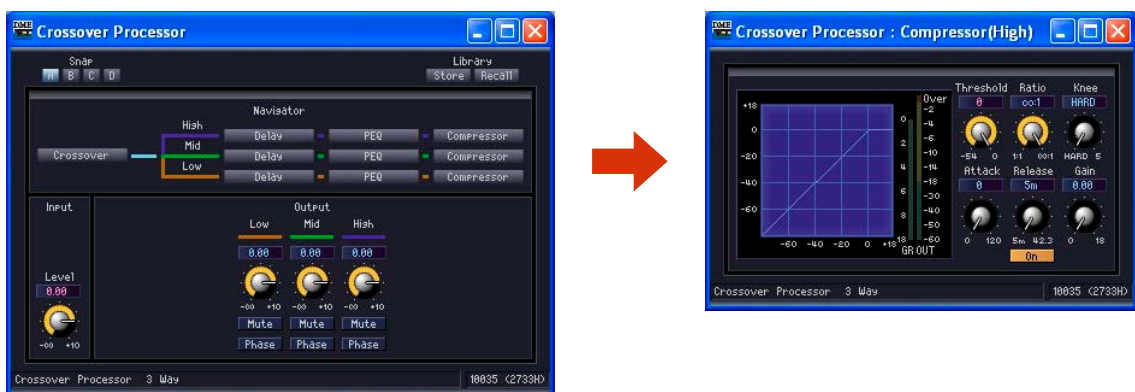 Crossover Processor
Snap
A B C D
Library
Store Recall
Navigator
High
Delay PEQ Compressor
Mid
Crossover
Delay PEQ Compressor
Low
Delay PEQ Compressor
Input
Output
Low Mid High
0.00 0.00 0.00
Level
0.00
-∞ +10 -∞ +10 -∞ +10
Mute Mute Mute
-∞ +10
Phase Phase Phase
Crossover Processor 3 Way
10035 (2733H)
Crossover Processor : Compressor(High)
+18
0
-20
-40
-60
-60 -40 -20 0 +18
0
2
4
6
8
18
GR OUT
Over
-2
-4
-6
-10
-14
-18
-30
-40
-50
-60
Threshold Ratio Knee
0 ∞:1 HARD
-54 0 1:1 ∞:1 HARD 5
Attack Release Gain
0 5m 0.00
0 120 5m 42.3 0 18
On
Crossover Processor 3 Way
10035 (2733H)